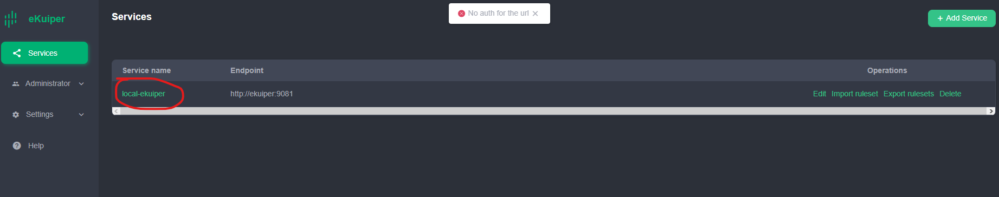 eKuiper
Services
No auth for the url
+ Add Service
Services
Administrator
Settings
Help
Service name Endpoint Operations
local-ekuiper http://ekuiper:9081 Edit Import ruleset Export rulesets Delete